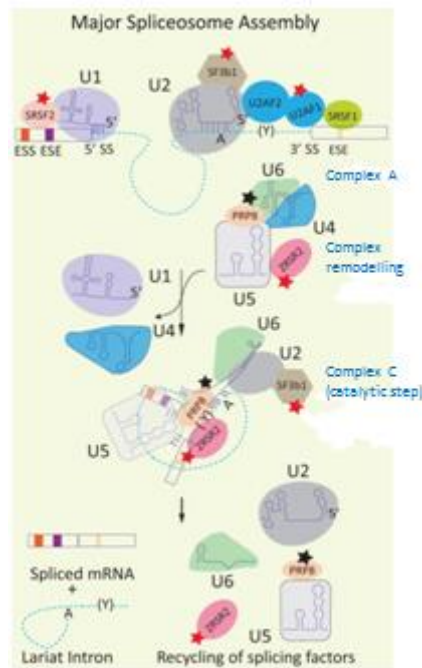 Major Spliceosome Assembly
U1
U2
SF3b1
SRSF2
5'
U2AF2
U2AF1
SRSF1
5'
A
(Y)
ESS ESE
5' SS
3' SS
ESE
U6
Complex A
PRP8
U4
ZRSR2
Complex
remodelling
U1
5'
U5
U4
U6
U2
SF3b1
Complex C
(catalytic step)
PRP8
(Y)
A
U5
ZRSR2
U2
5'
Spliced mRNA
+
A
(Y)
U6
PRP8
ZRSR2
U5
Lariat Intron
Recycling of splicing factors